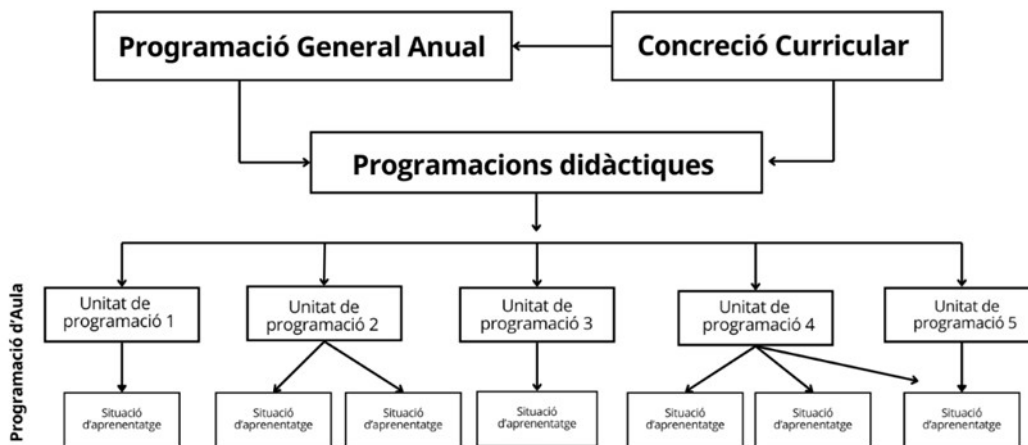 Programació General Anual
Concreció Curricular
Programacions didàctiques
Programació d'Aula
Unitat de
programació 1
Unitat de
programació 2
Unitat de
programació 3
Unitat de
programació 4
Unitat de
programació 5
Situació
d'aprenentatge
Situació
d'aprenentatge
Situació
d'aprenentatge
Situació
d'aprenentatge
Situació
d'aprenentatge
Situació
d'aprenentatge
Situació
d'aprenentatge